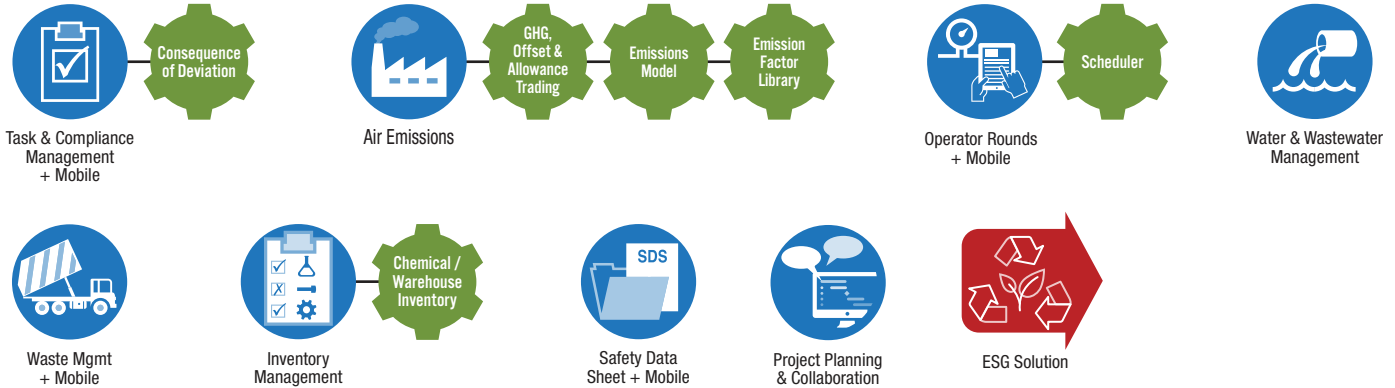 Consequence
of Deviation
Task & Compliance
Management
+ Mobile
GHG,
Offset &
Allowance
Trading
Emissions
Model
Emission
Factor
Library
Air Emissions
Scheduler
Operator Rounds
+ Mobile
Water & Wastewater
Management
Waste Mgmt
+ Mobile
Chemical /
Warehouse
Inventory
Inventory
Management
SDS
Safety Data
Sheet + Mobile
Project Planning
& Collaboration
ESG Solution